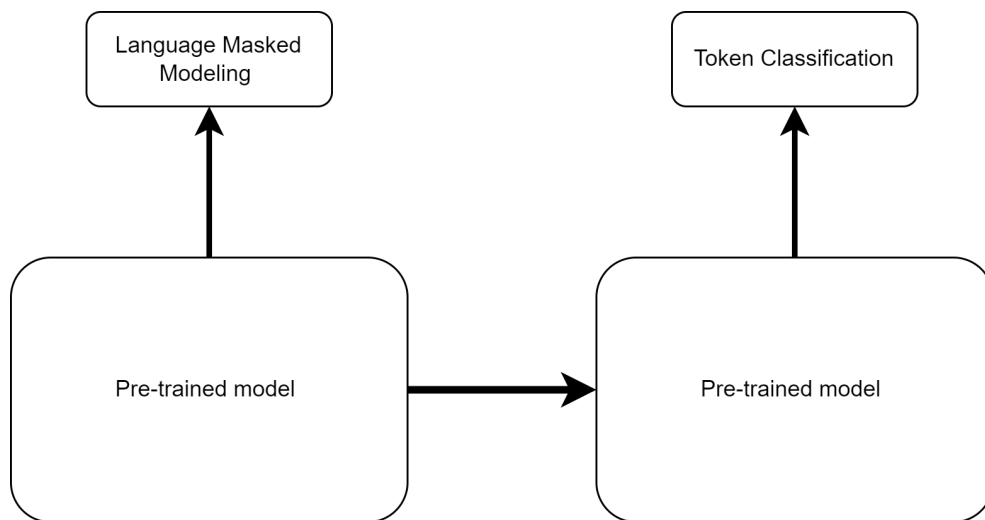 Language Masked
Modeling
Token Classification
Pre-trained model
Pre-trained model